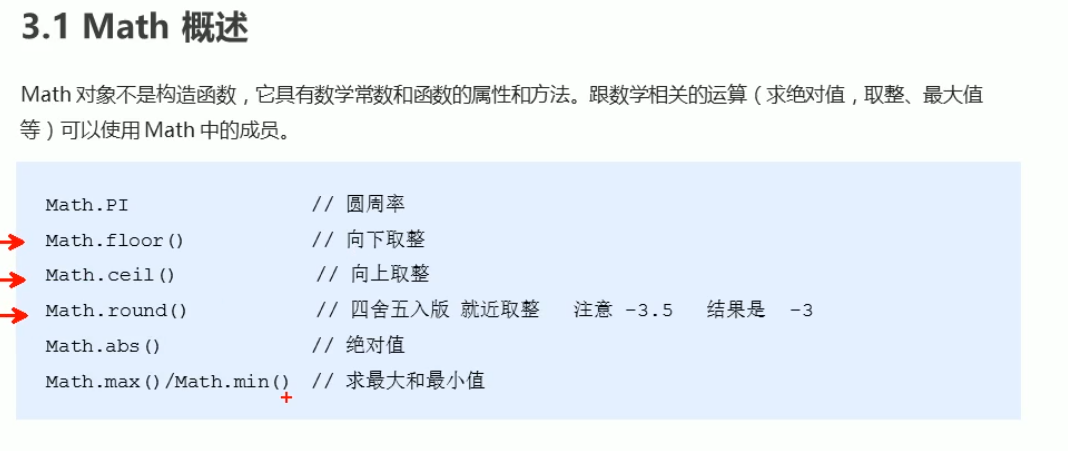 3.1 Math 概述
Math 对象不是构造函数，它具有数学常数和函数的属性和方法。跟数学相关的运算（求绝对值，取整、最大值
等）可以使用 Math 中的成员。
Math.PI // 圆周率
Math.floor() // 向下取整
Math.ceil() // 向上取整
Math.round() // 四舍五入版 就近取整 注意 -3.5 结果是 -3
Math.abs() // 绝对值
Math.max()/Math.min() // 求最大和最小值